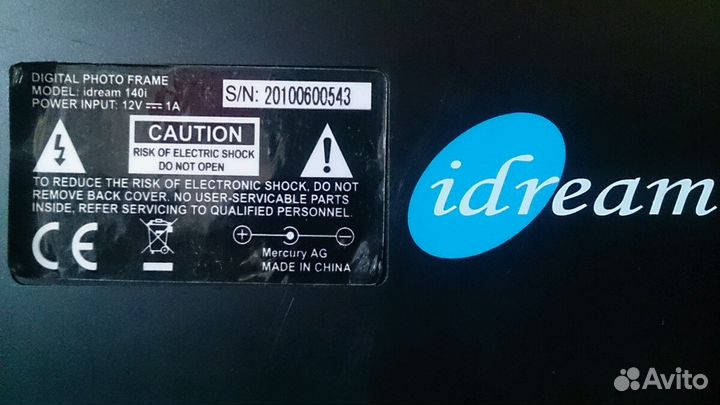 DIGITAL PHOTO FRAME
MODEL: idream 140i
POWER INPUT: 12V 1A
S/N: 20100600543
CAUTION
RISK OF ELECTRIC SHOCK
DO NOT OPEN
TO REDUCE THE RISK OF ELECTRONIC SHOCK, DO NOT
REMOVE BACK COVER. NO USER-SERVICABLE PARTS
INSIDE, REFER SERVICING TO QUALIFIED PERSONNEL.
CE
Mercury AG
MADE IN CHINA
idream
Avito